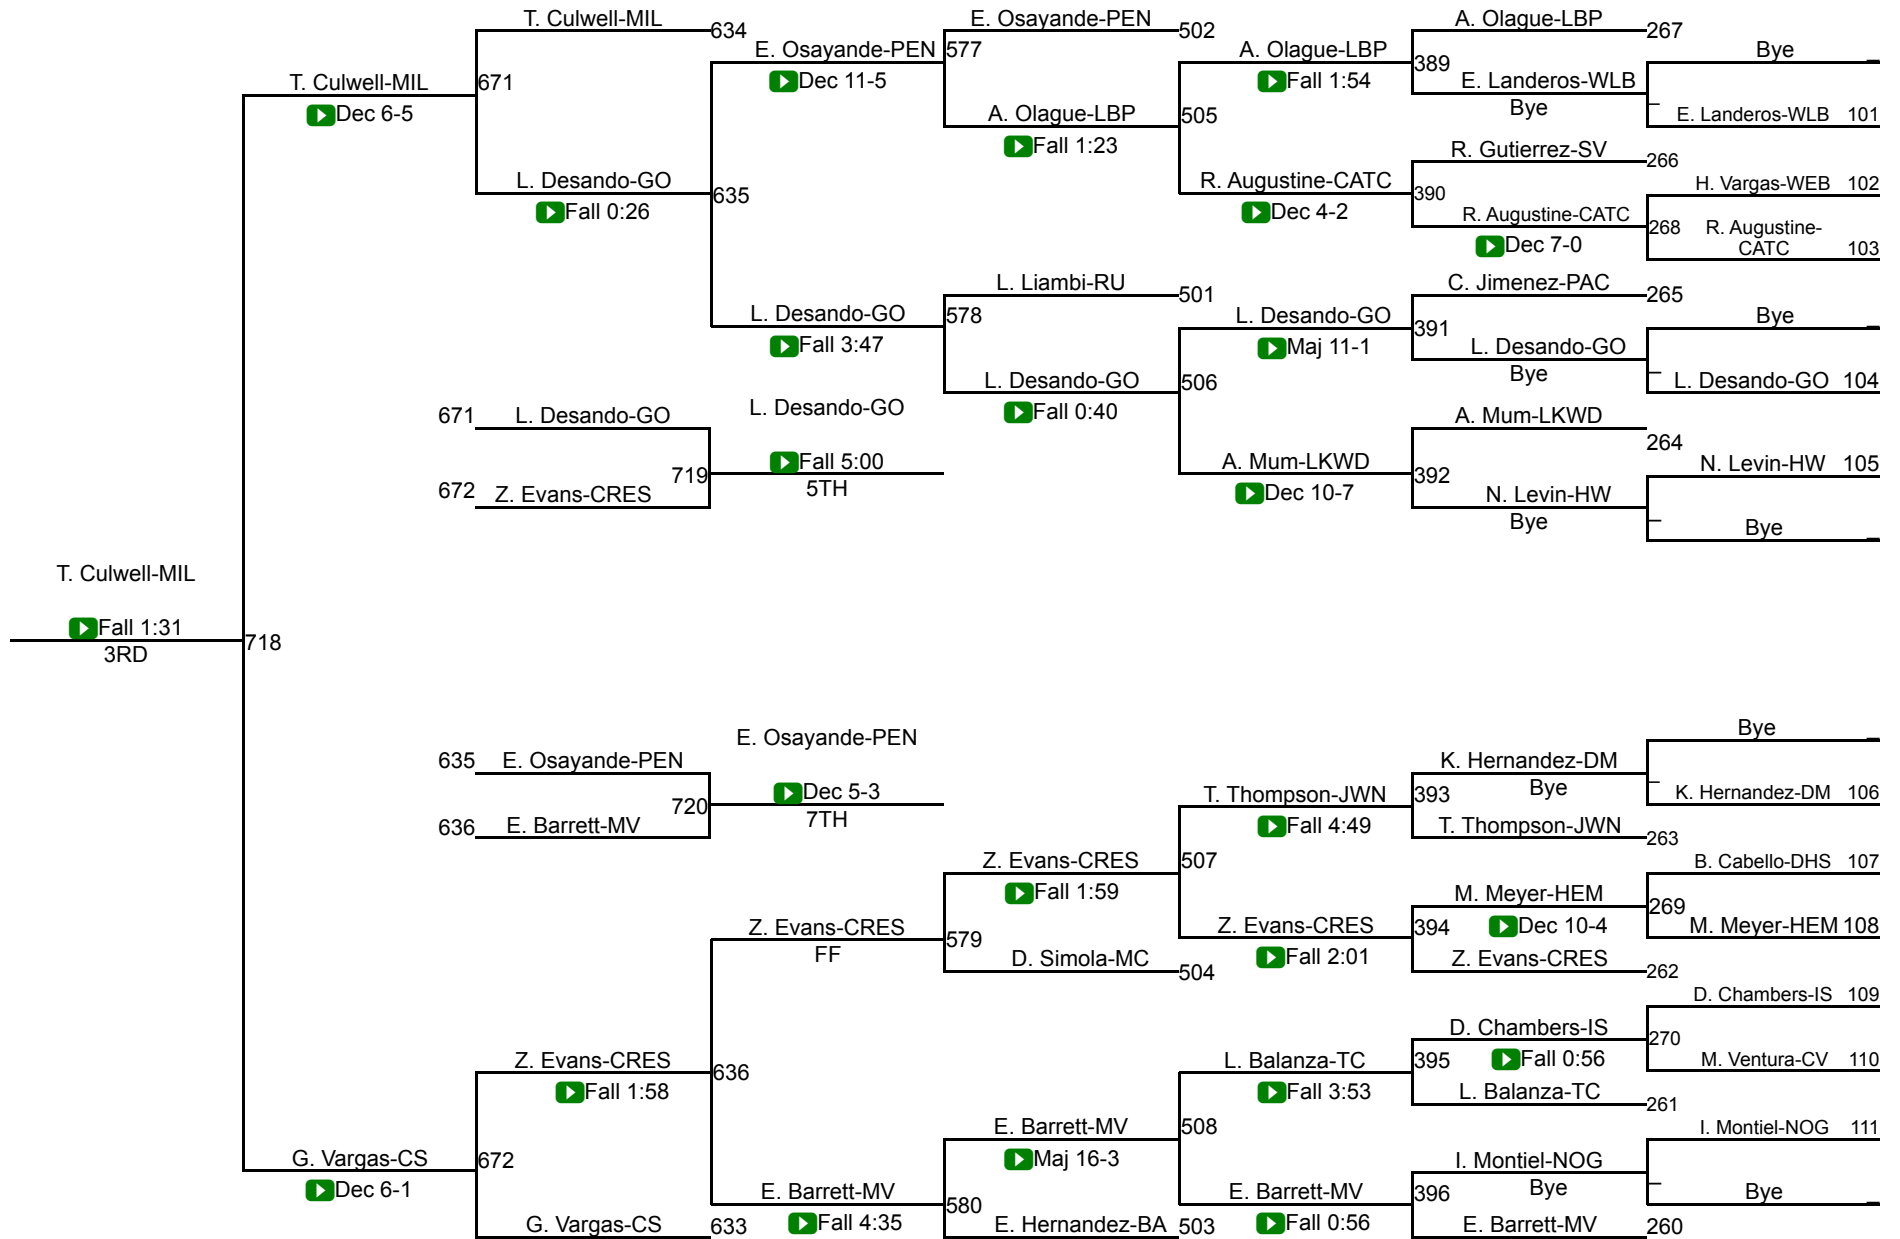 T. Culwell-MIL
634
E. Osayande-PEN
502
A. Olague-LBP
267
E. Osayande-PEN
577
A. Olague-LBP
Bye
_
T. Culwell-MIL
671
Dec 11-5
Fall 1:54
389
E. Landeros-WLB
Dec 6-5
A. Olague-LBP
505
Bye
_
E. Landeros-WLB 101
Fall 1:23
R. Gutierrez-SV
266
L. Desando-GO
635
R. Augustine-CATC
390
H. Vargas-WEB 102
Fall 0:26
Dec 4-2
R. Augustine-CATC
268
R. Augustine-
CATC 103
Dec 7-0
L. Liambi-RU
501
C. Jimenez-PAC
265
L. Desando-GO
578
L. Desando-GO
391
Bye
_
Fall 3:47
Maj 11-1
L. Desando-GO
L. Desando-GO
506
Bye
_
L. Desando-GO 104
671
L. Desando-GO
L. Desando-GO
Fall 0:40
A. Mum-LKWD
264
719
Fall 5:00
A. Mum-LKWD
392
N. Levin-HW 105
672
Z. Evans-CRES
5TH
Dec 10-7
N. Levin-HW
Bye
_
Bye
_
T. Culwell-MIL
Fall 1:31
718
3RD
Bye
_
635
E. Osayande-PEN
E. Osayande-PEN
K. Hernandez-DM
Bye
_
K. Hernandez-DM 106
720
Dec 5-3
T. Thompson-JWN
393
636
E. Barrett-MV
7TH
Fall 4:49
T. Thompson-JWN
263
Z. Evans-CRES
507
B. Cabello-DHS 107
Fall 1:59
M. Meyer-HEM
269
Z. Evans-CRES
579
Z. Evans-CRES
394
Dec 10-4
M. Meyer-HEM 108
FF
D. Simola-MC
504
Fall 2:01
Z. Evans-CRES
262
D. Chambers-IS 109
D. Chambers-IS
270
Z. Evans-CRES
636
L. Balanza-TC
395
Fall 0:56
M. Ventura-CV 110
Fall 1:58
Fall 3:53
L. Balanza-TC
261
E. Barrett-MV
508
I. Montiel-NOG 111
G. Vargas-CS
672
Maj 16-3
I. Montiel-NOG
Dec 6-1
E. Barrett-MV
580
E. Barrett-MV
396
Bye
_
Bye
_
G. Vargas-CS
633
Fall 4:35
E. Hernandez-BA
503
Fall 0:56
E. Barrett-MV
260